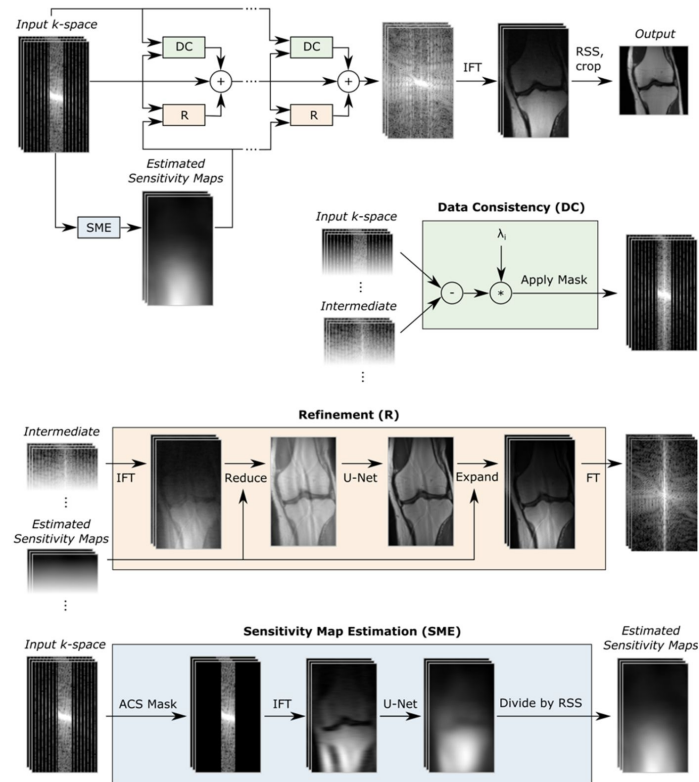 Input k-space
DC
DC
Output
IFT
RSS,
crop
R
R
Estimated
Sensitivity Maps
SME
Data Consistency (DC)
Input k-space
λi
-
*
Apply Mask
Intermediate
Refinement (R)
Intermediate
IFT
Reduce
U-Net
Expand
FT
Estimated
Sensitivity Maps
Sensitivity Map Estimation (SME)
Input k-space
Estimated
Sensitivity Maps
ACS Mask
IFT
U-Net
Divide by RSS